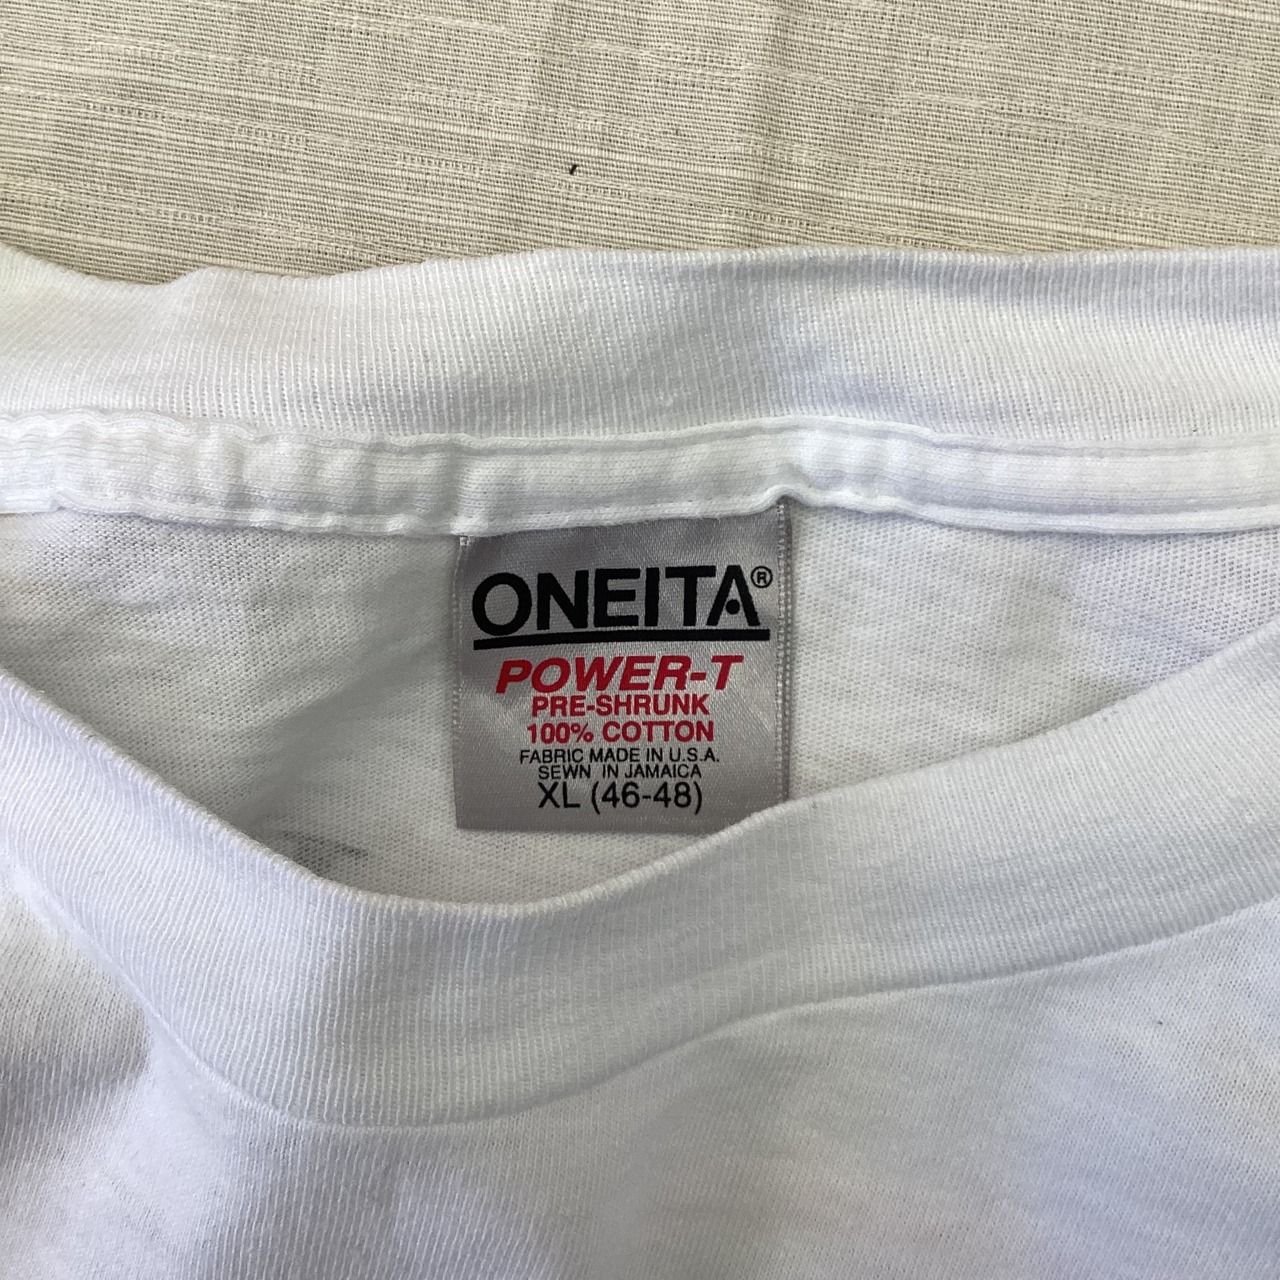 ONEITA®
POWER-T
PRE-SHRUNK
100% COTTON
FABRIC MADE IN U.S.A.
SEWN IN JAMAICA
XL (46-48)